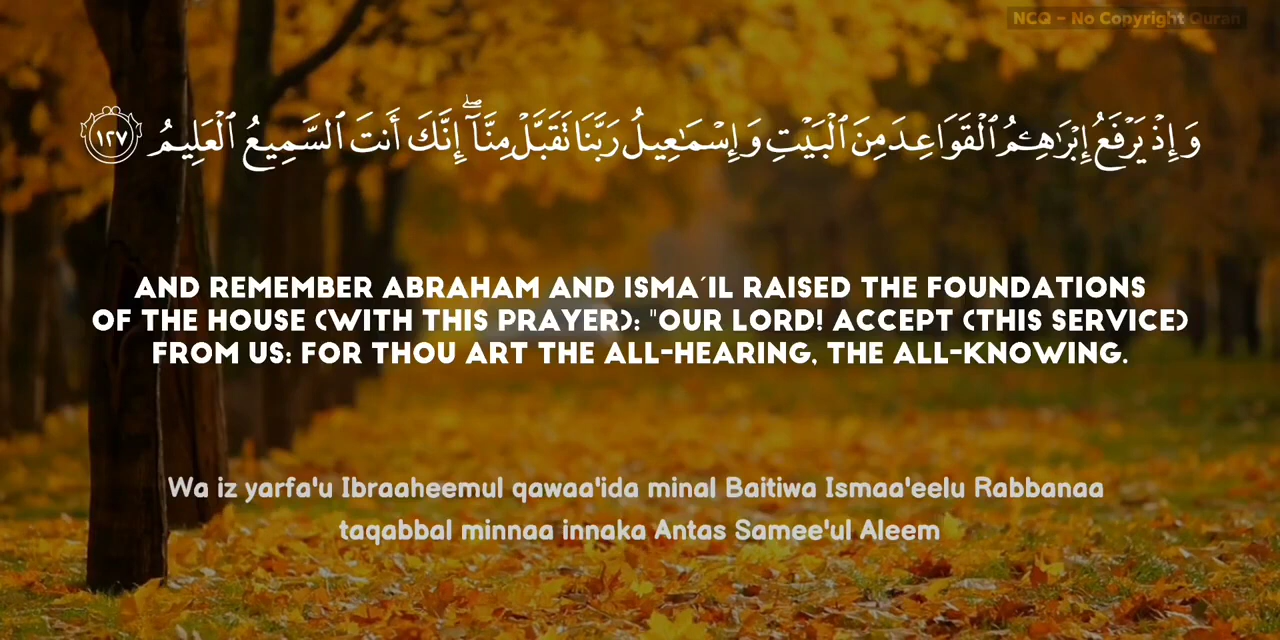 NCQ - No Copyright Quran
وَإِذْ يَرْفَعُ إِبْرَٰهِـۧمُ ٱلْقَوَاعِدَ مِنَ ٱلْبَيْتِ وَإِسْمَـٰعِيلُ رَبَّنَا تَقَبَّلْ مِنَّآ ۖ إِنَّكَ أَنتَ ٱلسَّمِيعُ ٱلْعَلِيمُ ١٢٧
AND REMEMBER ABRAHAM AND ISMA´IL RAISED THE FOUNDATIONS
OF THE HOUSE (WITH THIS PRAYER): "OUR LORD! ACCEPT (THIS SERVICE)
FROM US: FOR THOU ART THE ALL-HEARING, THE ALL-KNOWING.
Wa iz yarfa'u Ibraaheemul qawaa'ida minal Baitiwa Ismaa'eelu Rabbanaa
taqabbal minnaa innaka Antas Samee'ul Aleem